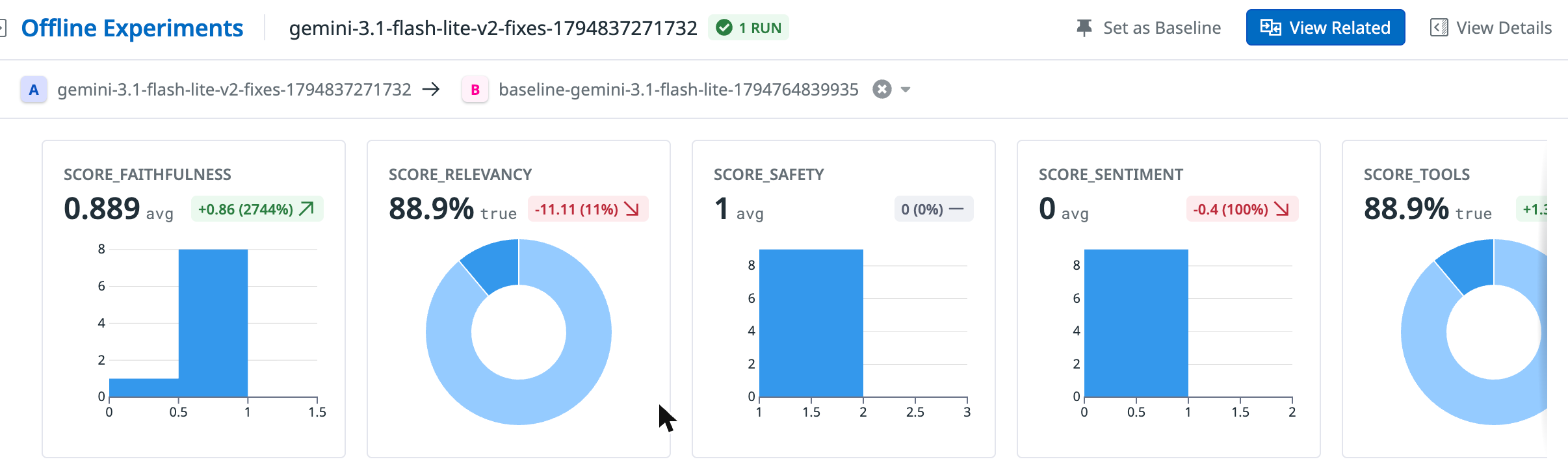 Offline Experiments gemini-3.1-flash-lite-v2-fixes-1794837271732 1 RUN Set as Baseline View Related View Details
A gemini-3.1-flash-lite-v2-fixes-1794837271732 → B baseline-gemini-3.1-flash-lite-1794764839935
SCORE_FAITHFULNESS
0.889 avg +0.86 (2744%)
8
6
4
2
0
0 0.5 1 1.5
SCORE_RELEVANCY
88.9% true -11.11 (11%)
SCORE_SAFETY
1 avg 0 (0%)
8
6
4
2
0
1 1.5 2 2.5 3
SCORE_SENTIMENT
0 avg -0.4 (100%)
8
6
4
2
0
0 0.5 1 1.5 2
SCORE_TOOLS
88.9% true